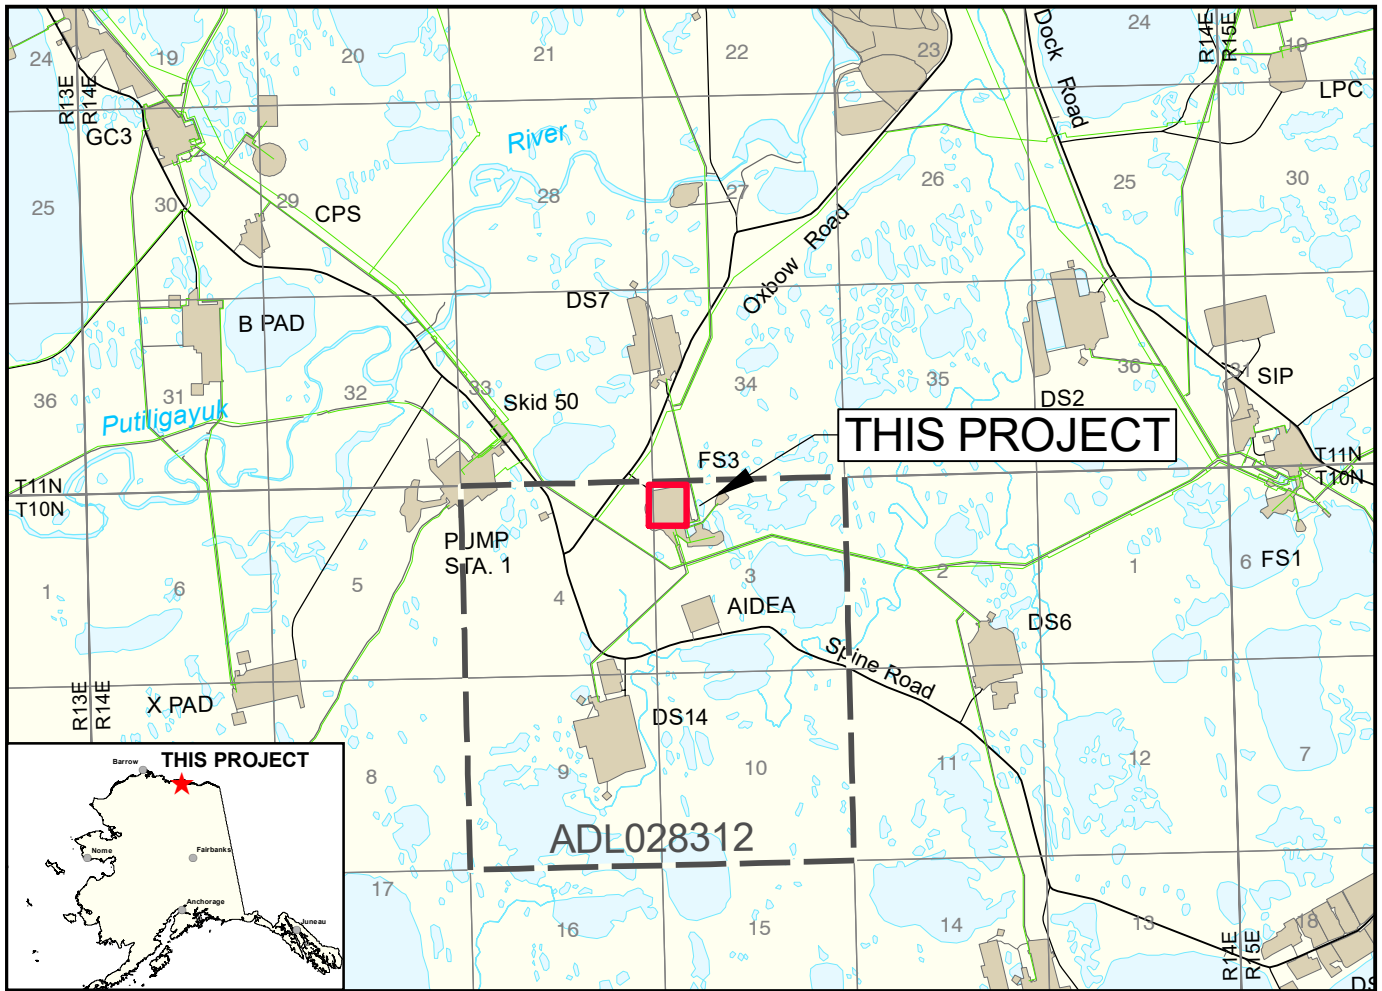 24
19
20
21
22
23
24
19
R13E
R14E
R14E
R15E
Dock Road
LPC
GC3
River
25
30
29
28
27
26
25
30
CPS
Oxbow Road
DS7
B PAD
36
31
32
33
34
35
36
31
Putiligayuk
Skid 50
DS2
SIP
THIS PROJECT
FS3
T11N
T10N
T11N
T10N
PUMP
STA. 1
1
6
5
4
3
2
1
6
FS1
AIDEA
DS6
Spine Road
R13E
R14E
X PAD
DS14
8
9
10
11
12
7
ADL028312
17
16
15
14
13
18
R14E
R15E
DS
THIS PROJECT
Barrow
Nome
Fairbanks
Anchorage
Juneau